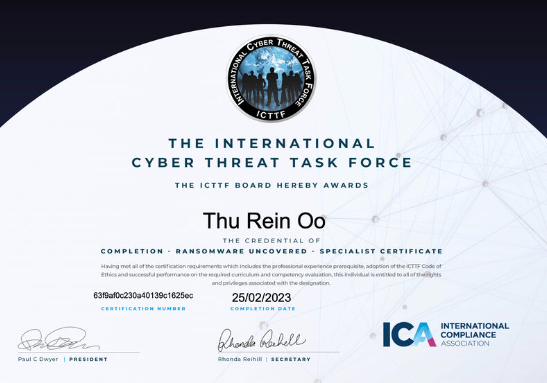 INTERNATIONAL CYBER THREAT TASK FORCE
ICTTF
THE INTERNATIONAL
CYBER THREAT TASK FORCE
THE ICTTF BOARD HEREBY AWARDS
Thu Rein Oo
THE CREDENTIAL OF
COMPLETION - RANSOMWARE UNCOVERED - SPECIALIST CERTIFICATE
Having met all of the certification requirements which includes the professional experience prerequisite, adoption of the ICTTF Code of
Ethics and successful performance on the required curriculum and competency evaluation, this individual is entitled to all of the rights
and privileges associated with the designation.
63f9af0c230a40139c1625ec 25/02/2023
CERTIFICATION NUMBER COMPLETION DATE
Rhonda Reihill
Paul C Dwyer | PRESIDENT Rhonda Reihill | SECRETARY
ICA INTERNATIONAL
COMPLIANCE
ASSOCIATION